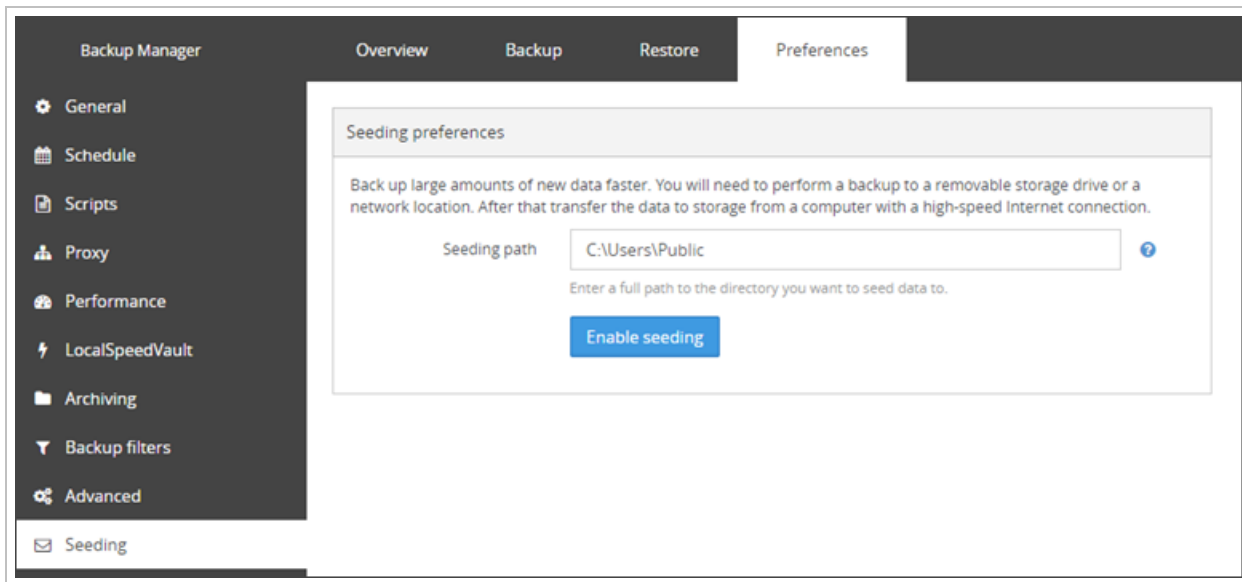 Backup Manager
Overview
Backup
Restore
Preferences
General
Schedule
Scripts
Proxy
Performance
LocalSpeedVault
Archiving
Backup filters
Advanced
Seeding
Seeding preferences
Back up large amounts of new data faster. You will need to perform a backup to a removable storage drive or a
network location. After that transfer the data to storage from a computer with a high-speed Internet connection.
Seeding path
C:\Users\Public
?
Enter a full path to the directory you want to seed data to.
Enable seeding